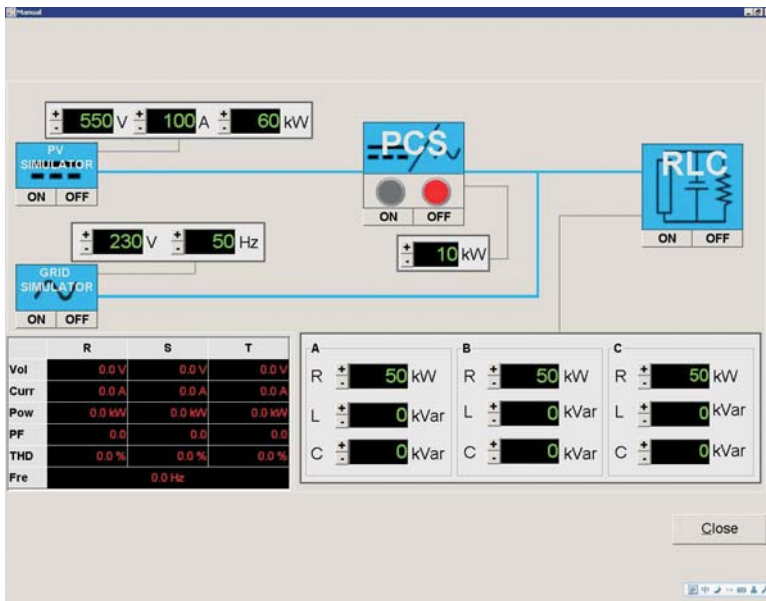 Manual
+ - 550 V + - 100 A + - 60 kW
PV
SIMULATOR
ON OFF
PCS
ON OFF
+ - 10 kW
RLC
ON OFF
+ - 230 V + - 50 Hz
GRID
SIMULATOR
ON OFF
R S T
Vol 0.0 V 0.0 V 0.0 V
Curr 0.0 A 0.0 A 0.0 A
Pow 0.0 kW 0.0 kW 0.0 kW
PF 0.0 0.0 0.0
THD 0.0 % 0.0 % 0.0 %
Fre 0.0 Hz
A
R + - 50 kW
L + - 0 kVar
C + - 0 kVar
B
R + - 50 kW
L + - 0 kVar
C + - 0 kVar
C
R + - 50 kW
L + - 0 kVar
C + - 0 kVar
Close
中